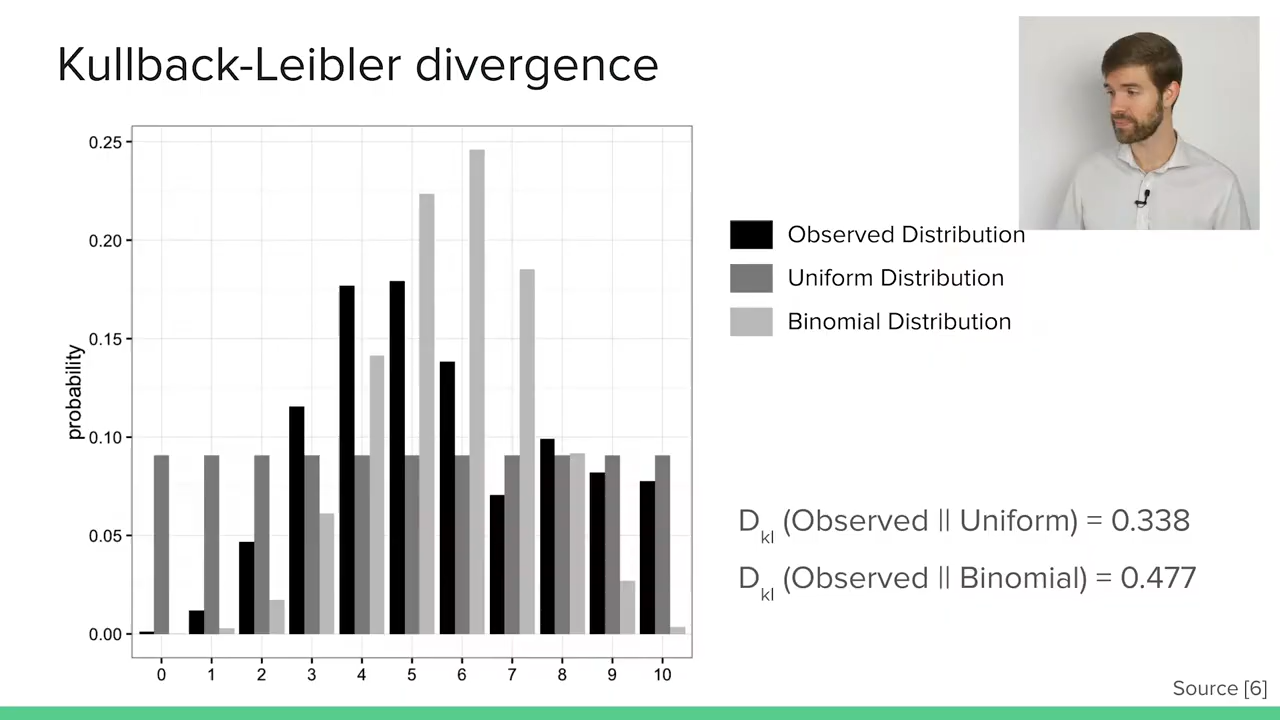 Kullback-Leibler divergence
0.25
0.20
0.15
0.10
0.05
0.00
probability
0 1 2 3 4 5 6 7 8 9 10
Observed Distribution
Uniform Distribution
Binomial Distribution
Dkl (Observed || Uniform) = 0.338
Dkl (Observed || Binomial) = 0.477
Source [6]